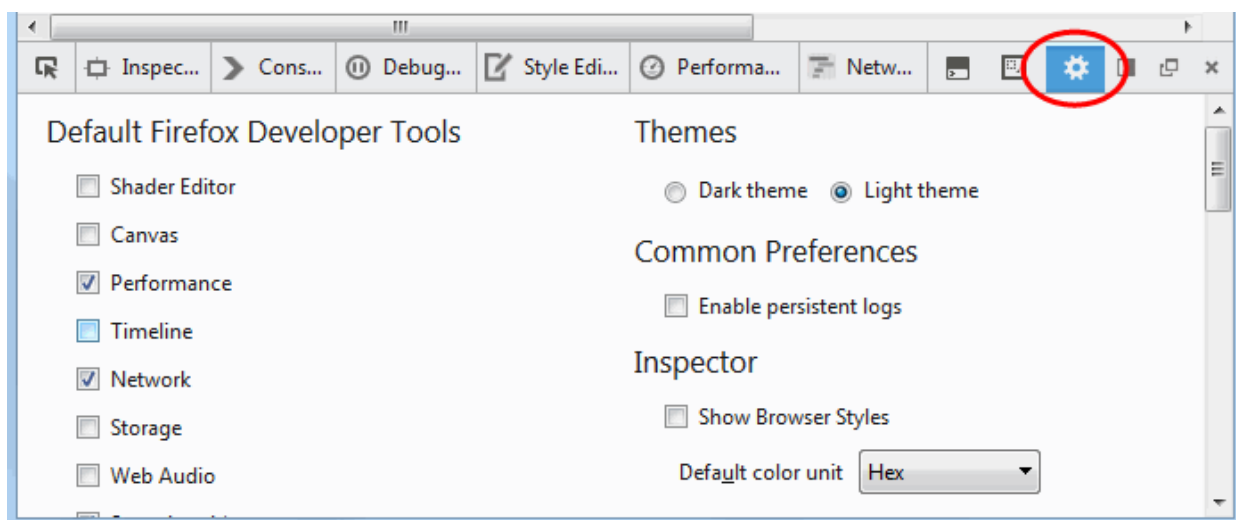 Inspec... Cons... Debug... Style Edi... Performa... Netw...
Default Firefox Developer Tools
Shader Editor
Canvas
Performance
Timeline
Network
Storage
Web Audio
Themes
Dark theme Light theme
Common Preferences
Enable persistent logs
Inspector
Show Browser Styles
Default color unit Hex